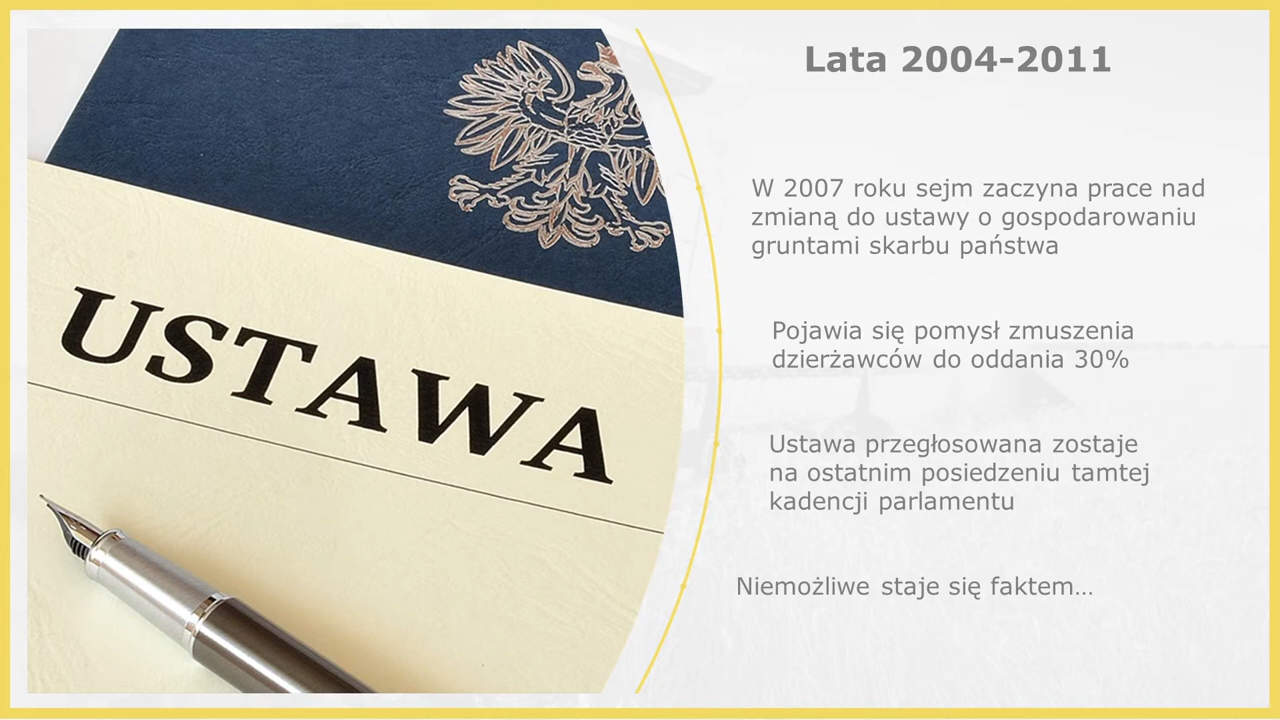 USTAWA
Lata 2004-2011
W 2007 roku sejm zaczyna prace nad
zmianą do ustawy o gospodarowaniu
gruntami skarbu państwa
Pojawia się pomysł zmuszenia
dzierżawców do oddania 30%
Ustawa przegłosowana zostaje
na ostatnim posiedzeniu tamtej
kadencji parlamentu
Niemożliwe staje się faktem…